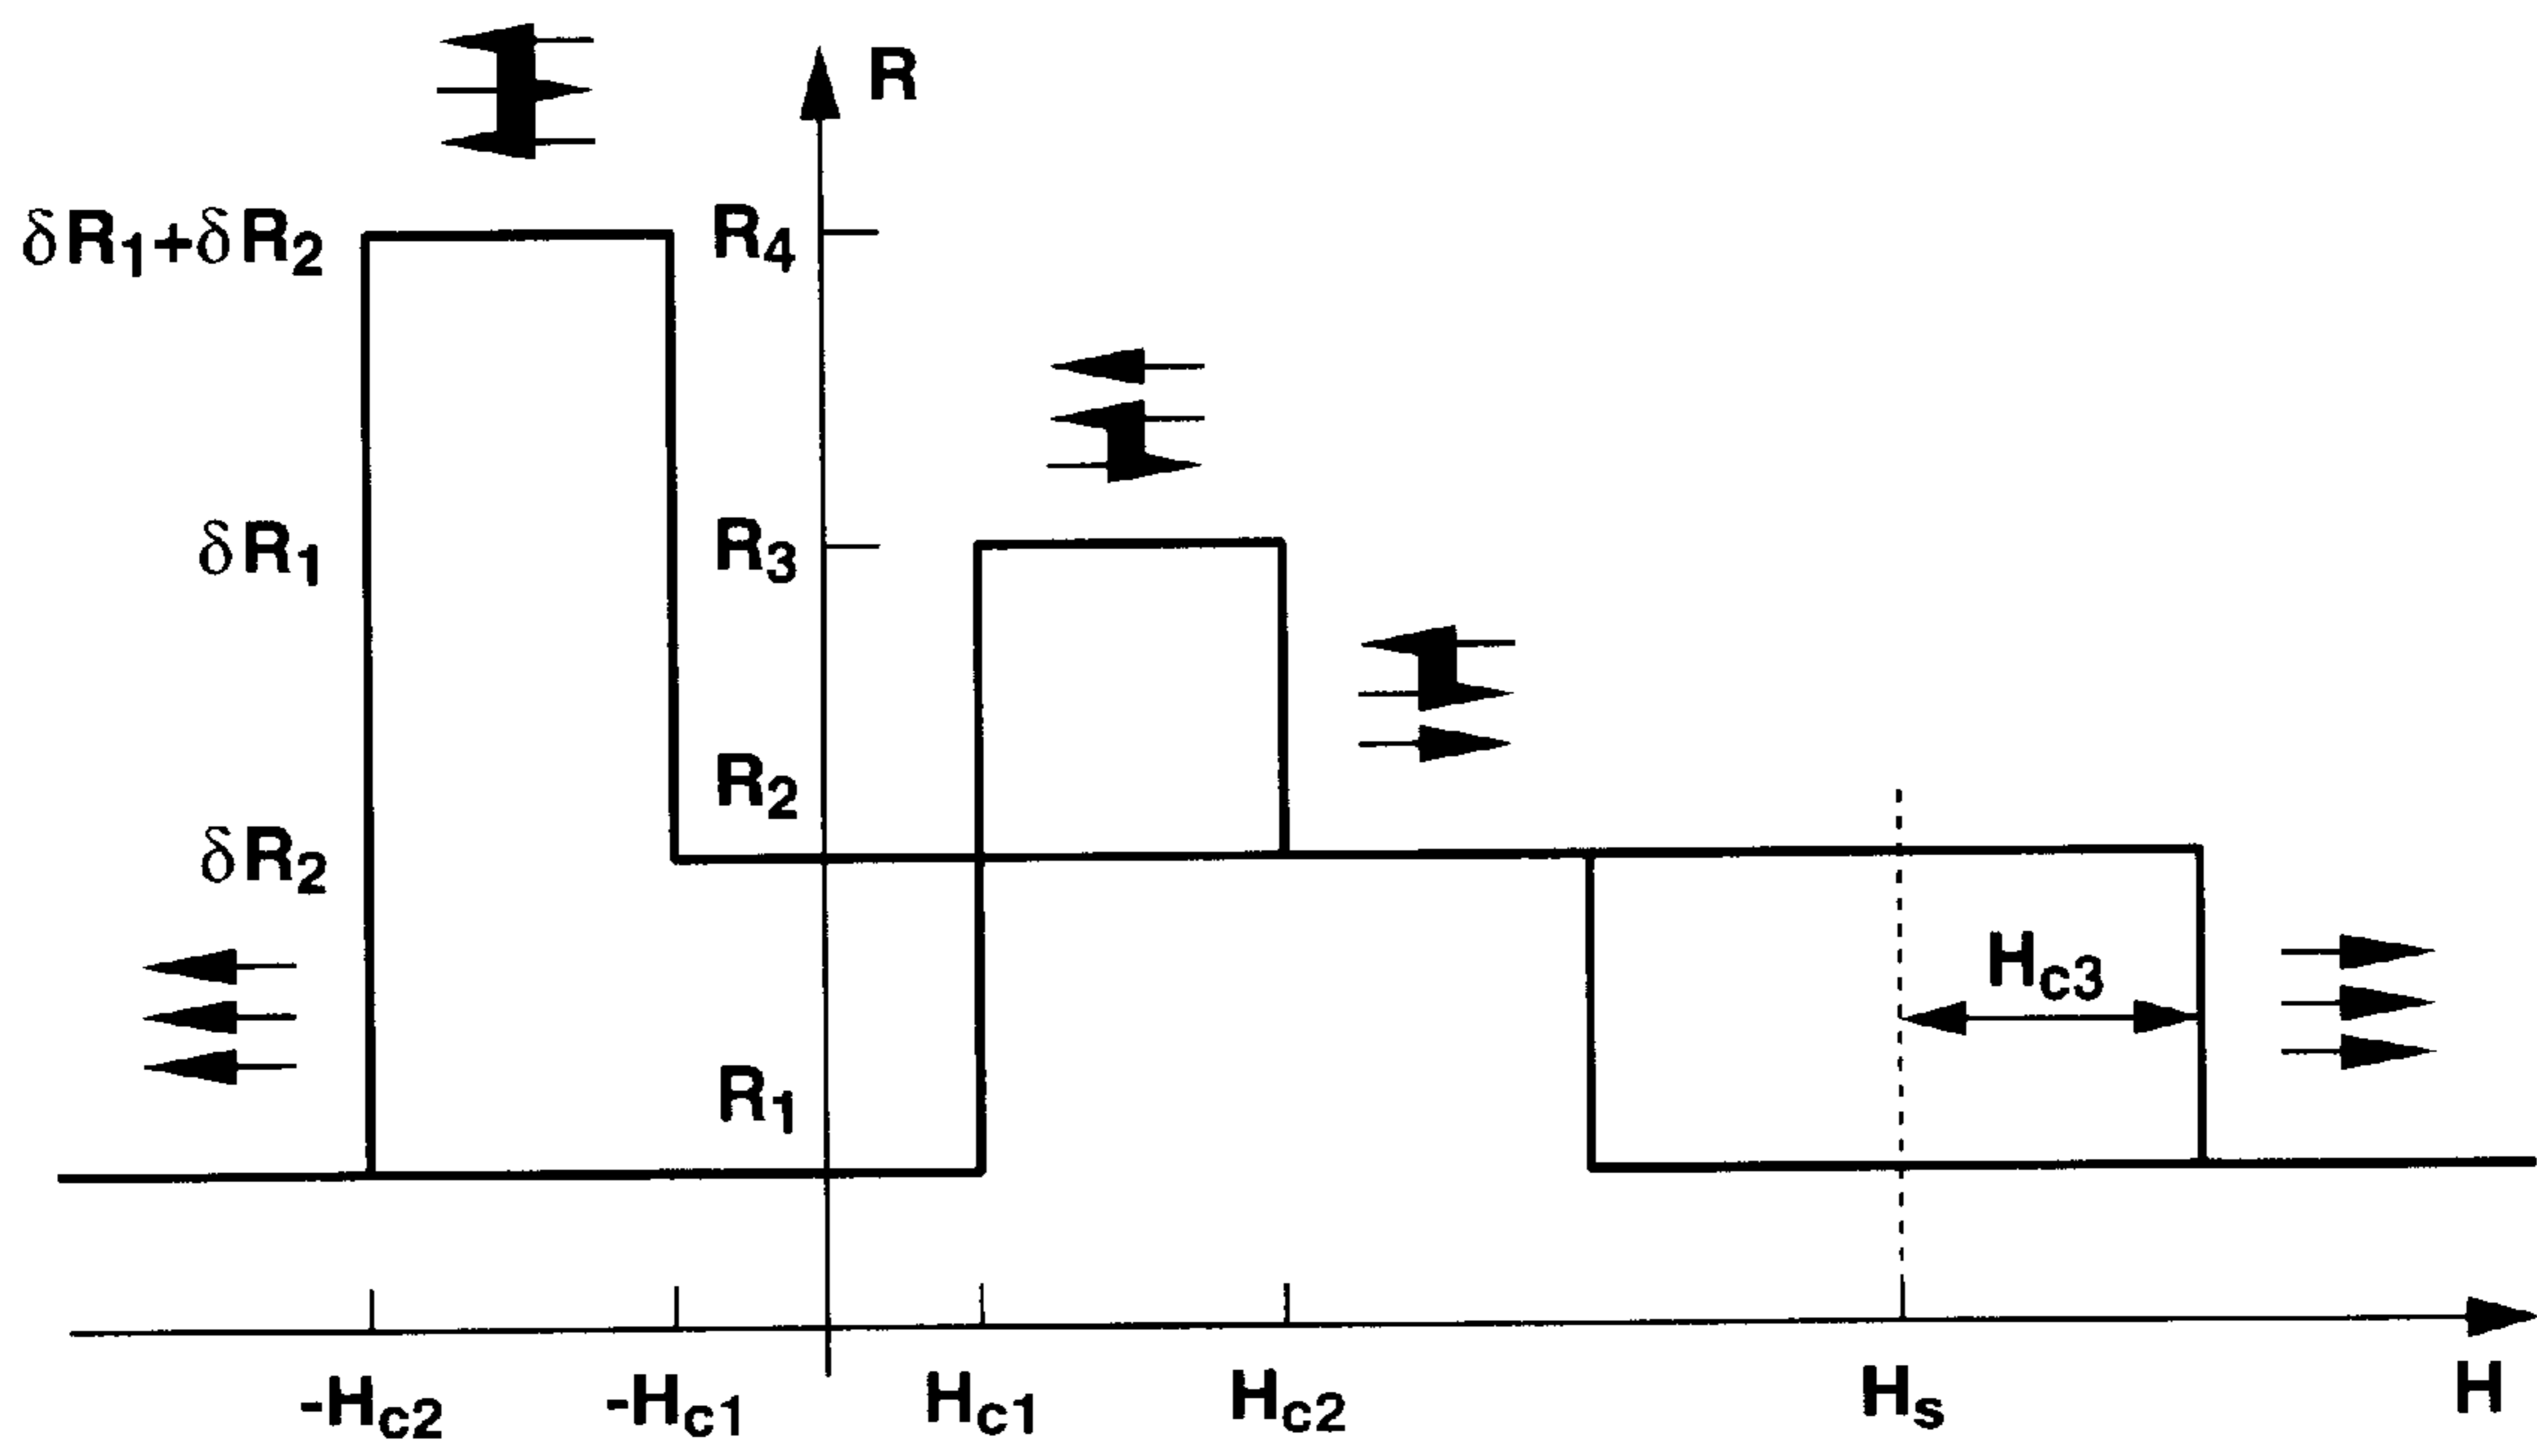 R
δR₁+δR₂
R₄
δR₁
R₃
R₂
δR₂
Hc3
R₁
-Hc2
-Hc1
Hc1
Hc2
Hs
H